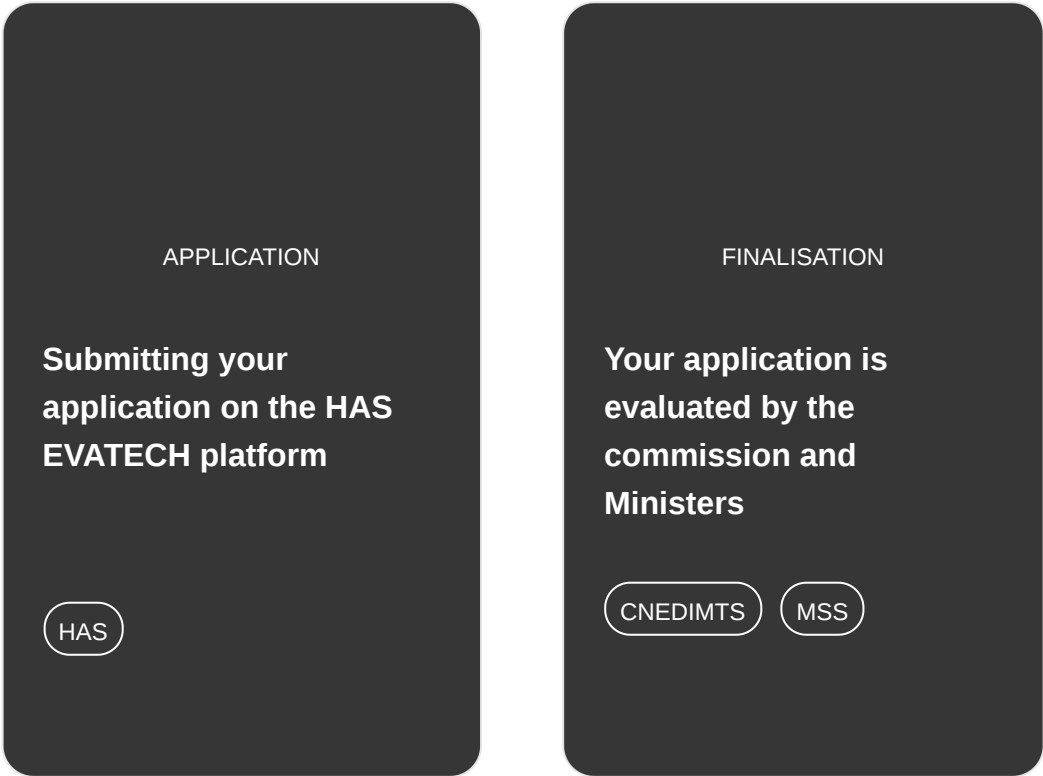 APPLICATION
Submitting your
application on the HAS
EVATECH platform
HAS
FINALISATION
Your application is
evaluated by the
commission and
Ministers
CNEDIMTS
MSS